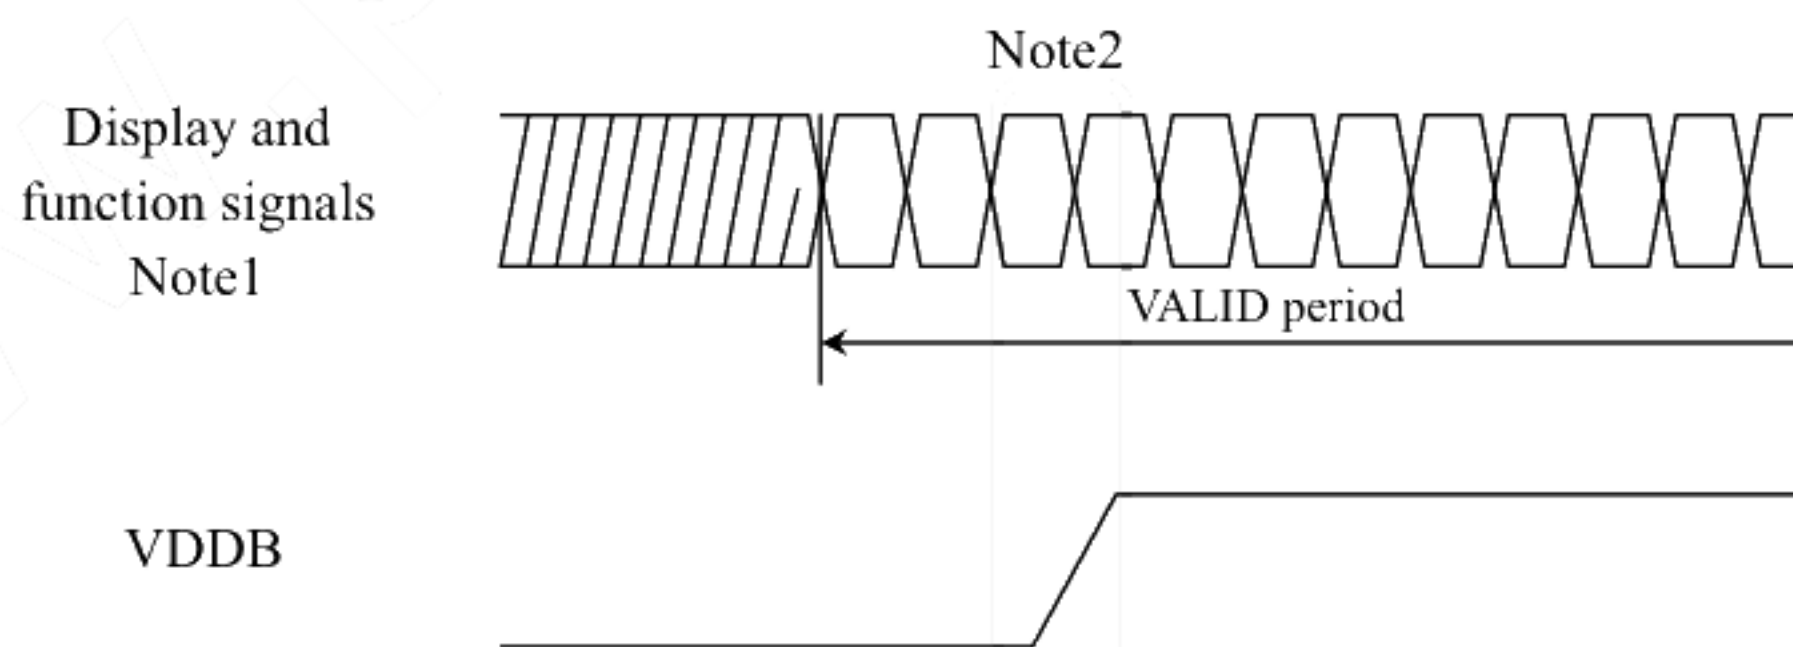 Note2
Display and
function signals
Note1
VALID period
VDDB